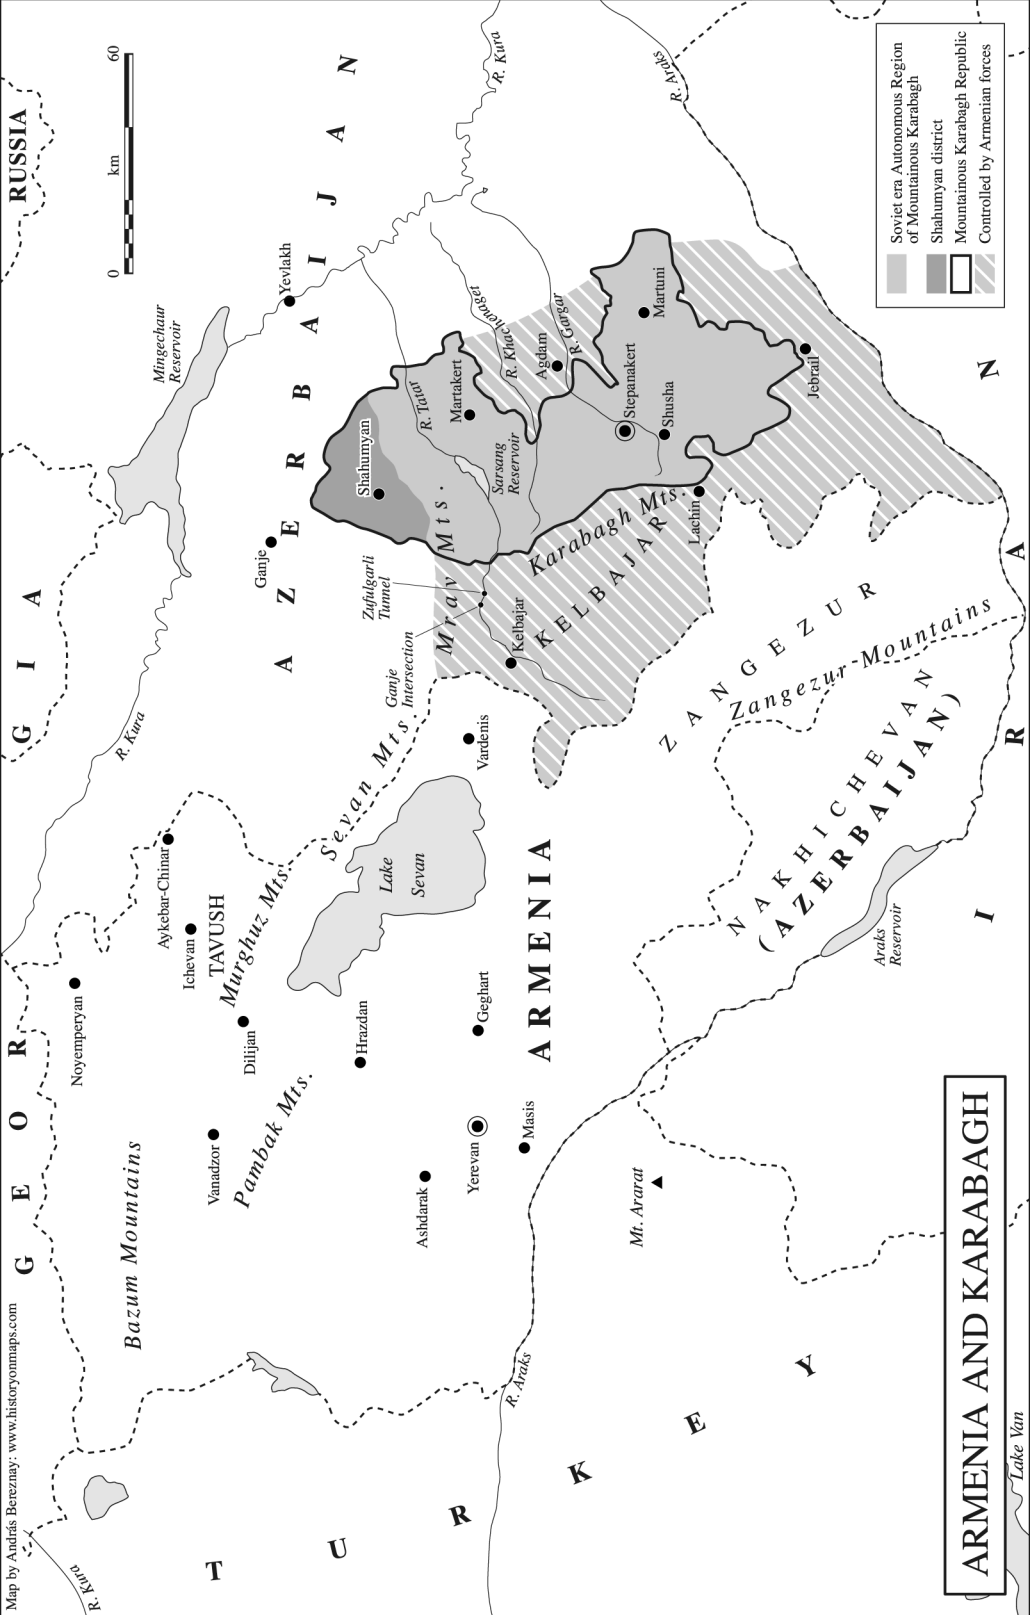 Map by András Bereznay: www.historyonmaps.com
GEORGIA
RUSSIA
0 km 60
R. Kura
Bazum Mountains
Noyemperyan
Aykebar-Chinar
Ichevan
TAVUSH
R. Kura
Mingechaur
Reservoir
Yevlakh
R. Kura
Vanadzor
Dilijan
Murghuz Mts.
Pambak Mts.
Ganje
AZERBAIJAN
Hrazdan
Lake
Sevan
Sevan Mts.
Ganje
Intersection
Zufulgarli
Tunnel
Shahumyan
Mrav Mts.
R. Tatar
Martakert
Sarsang
Reservoir
R. Khachenaget
Agdam
R. Gargar
Ashdarak
Yerevan
Geghart
Masis
ARMENIA
Vardenis
Kelbajar
KELBAJAR
Karabagh Mts.
Stepanakert
Shusha
Martuni
Lachin
Jebrail
R. Araks
R. Araks
Mt. Ararat
TURKEY
ZANGEZUR
Zangezur Mountains
NAKHICHEVAN
(AZERBAIJAN)
Araks
Reservoir
IRAN
Lake Van
ARMENIA AND KARABAGH
Soviet era Autonomous Region
of Mountainous Karabagh
Shahumyan district
Mountainous Karabagh Republic
Controlled by Armenian forces